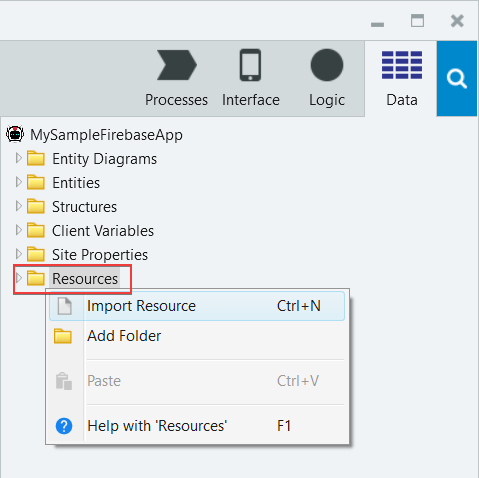 Processes Interface Logic Data
MySampleFirebaseApp
Entity Diagrams
Entities
Structures
Client Variables
Site Properties
Resources
Import Resource Ctrl+N
Add Folder
Paste Ctrl+V
Help with 'Resources' F1